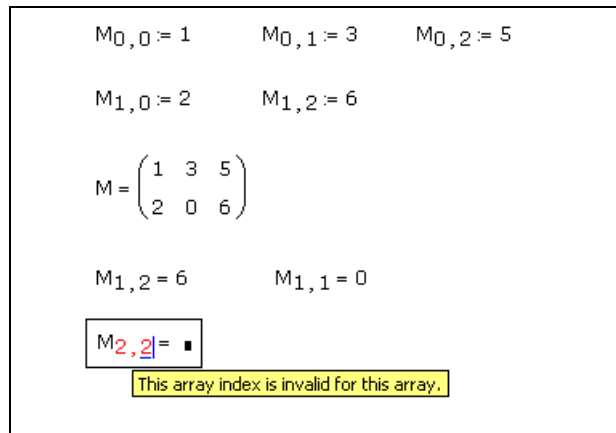 M0,0 := 1 M0,1 := 3 M0,2 := 5
M1,0 := 2 M1,2 := 6
M = ( 1 3 5
2 0 6 )
M1,2 = 6 M1,1 = 0
M2,2 = ▪
This array index is invalid for this array.